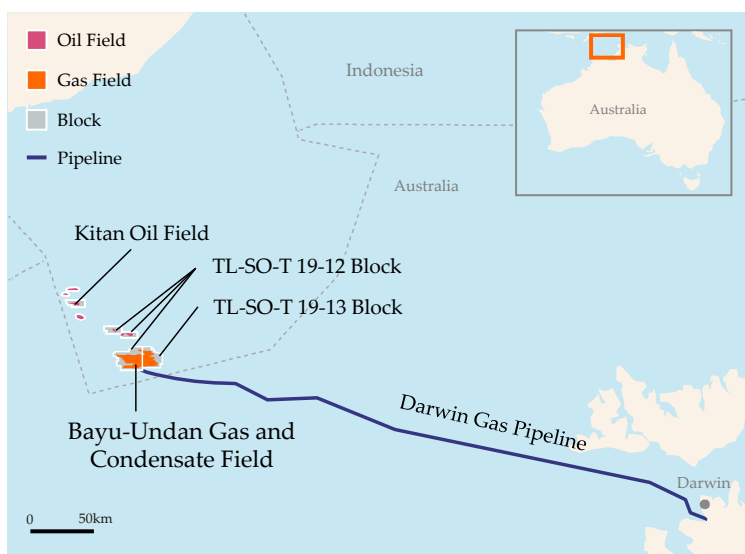 Oil Field
Gas Field
Block
Pipeline
Indonesia
Australia
Australia
Kitan Oil Field
TL-SO-T 19-12 Block
TL-SO-T 19-13 Block
Bayu-Undan Gas and
Condensate Field
Darwin Gas Pipeline
Darwin
0 50km